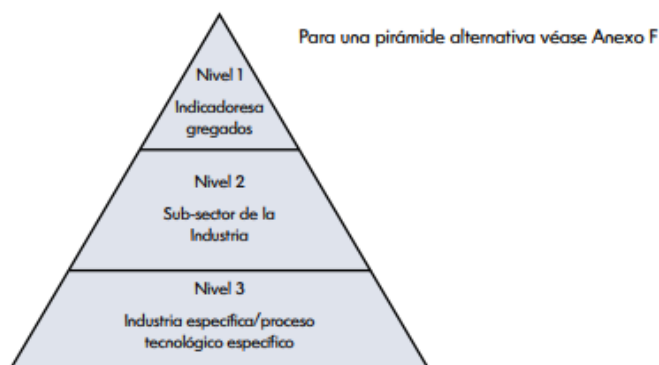 Para una pirámide alternativa véase Anexo F
Nivel 1
Indicadoresa
gregados
Nivel 2
Sub-sector de la
Industria
Nivel 3
Industria específica/proceso
tecnológico específico